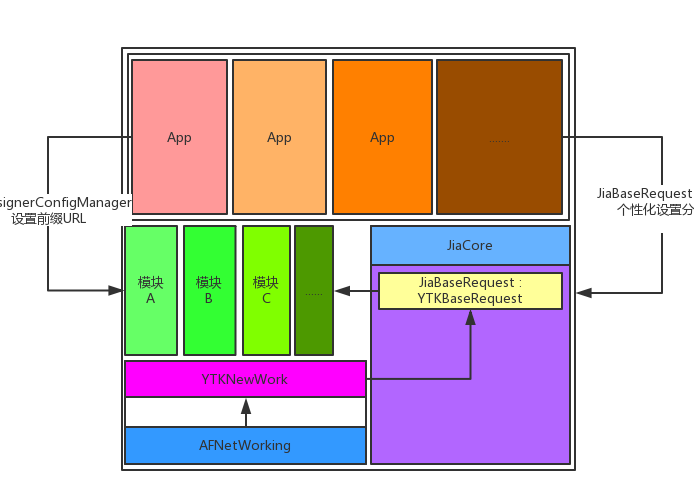 App
App
App
......
signerConfigManager
设置前缀URL
JiaBaseRequest
个性化设置分
模块
A
模块
B
模块
C
......
JiaCore
JiaBaseRequest :
YTKBaseRequest
YTKNewWork
AFNetWorking